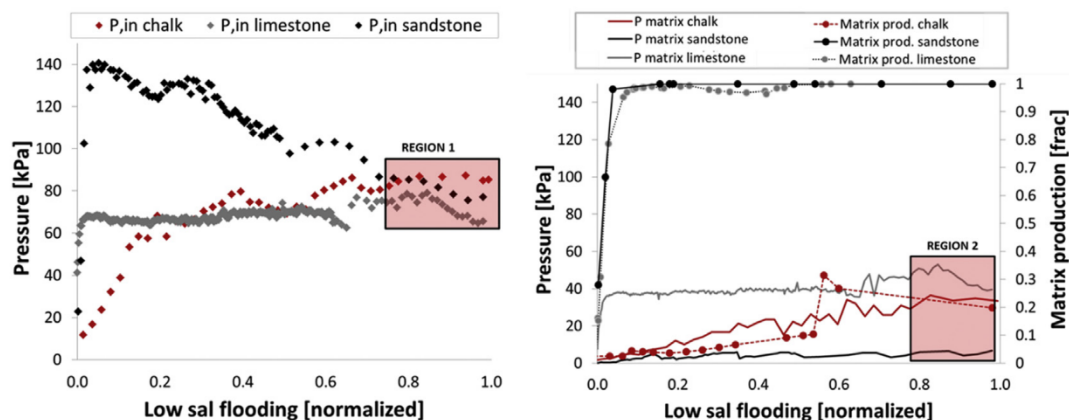 P,in chalk P,in limestone P,in sandstone
140
120
100
80
60
40
20
0
Pressure [kPa]
REGION 1
0.0 0.2 0.4 0.6 0.8 1.0
Low sal flooding [normalized]
P matrix chalk Matrix prod. chalk
P matrix sandstone Matrix prod. sandstone
P matrix limestone Matrix prod. limestone
140
120
100
80
60
40
20
0
Pressure [kPa]
REGION 2
1
0.9
0.8
0.7
0.6
0.5
0.4
0.3
0.2
0.1
0
Matrix production [frac]
0.0 0.2 0.4 0.6 0.8 1.0
Low sal flooding [normalized]